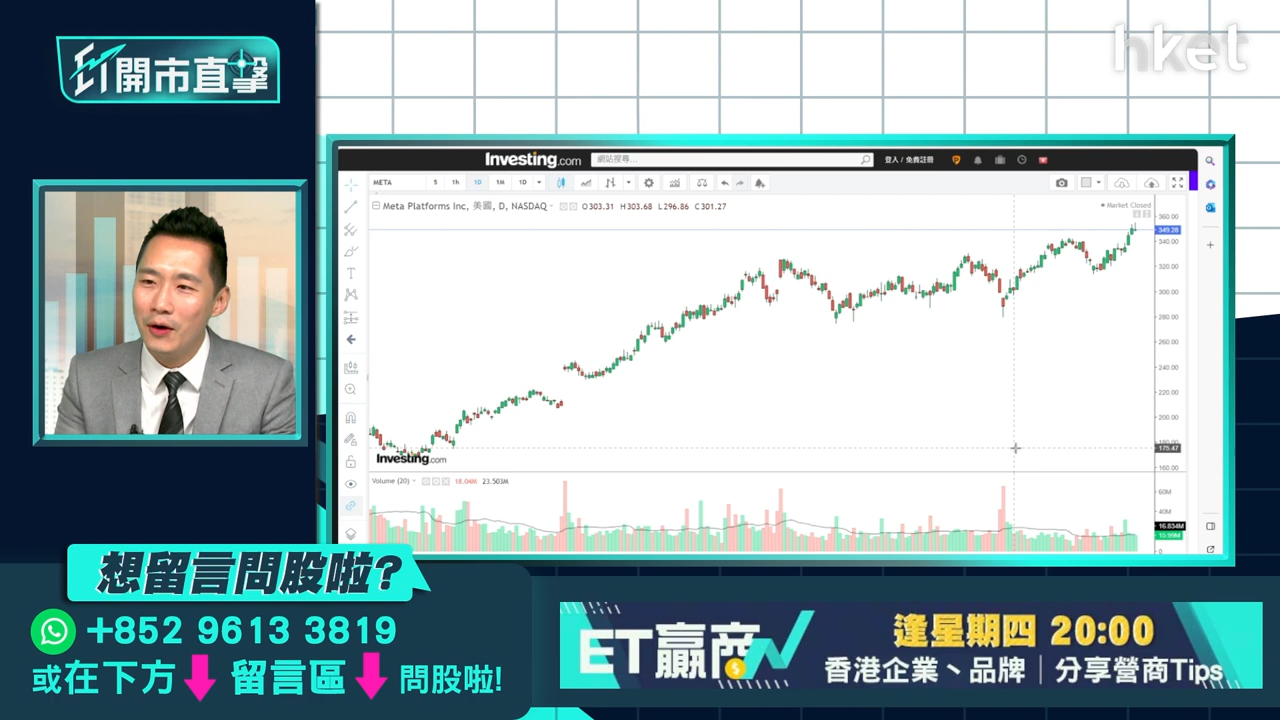 ET開市直擊
hket
Investing.com
網站搜尋...
登入 / 免費註冊
META
5
1h
1D
1M
1D
Meta Platforms Inc, 美國, D, NASDAQ
O303.31 H303.68 L296.86 C301.27
Market Closed
360.00
349.28
340.00
320.00
300.00
280.00
260.00
240.00
220.00
200.00
180.00
175.47
160.00
Investing.com
Volume (20)
18.04M 23.503M
60M
40M
16.834M
15.99M
0
想留言問股啦?
+852 9613 3819
或在下方 留言區 問股啦!
ET贏商
逢星期四 20:00
香港企業、品牌｜分享營商Tips